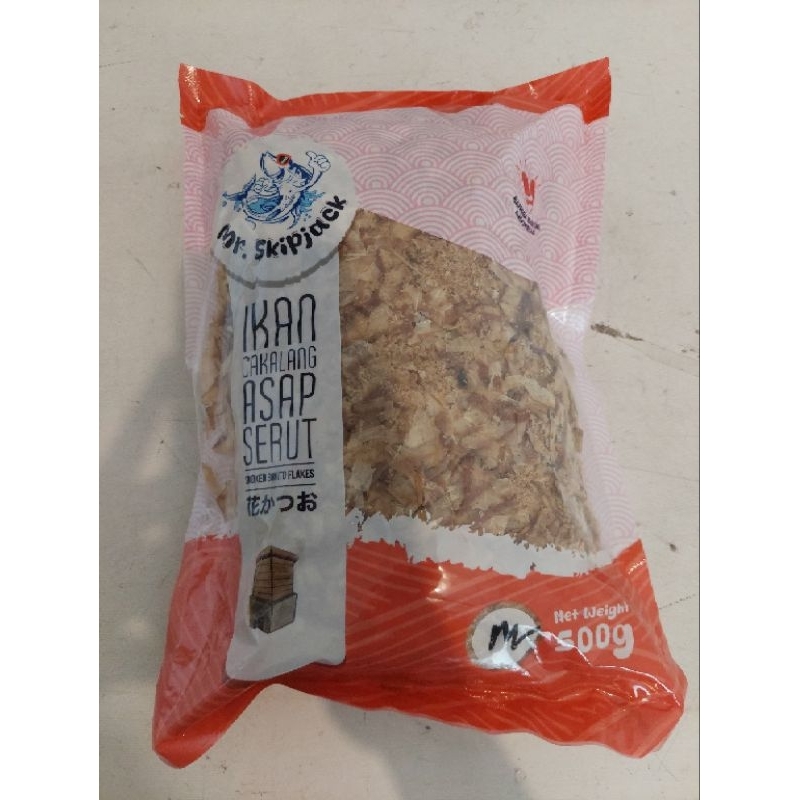 Mr. Skipjack
IKAN
CAKALANG
ASAP
SERUT
SMOKED BONITO FLAKES
花かつお
Net Weight
500g